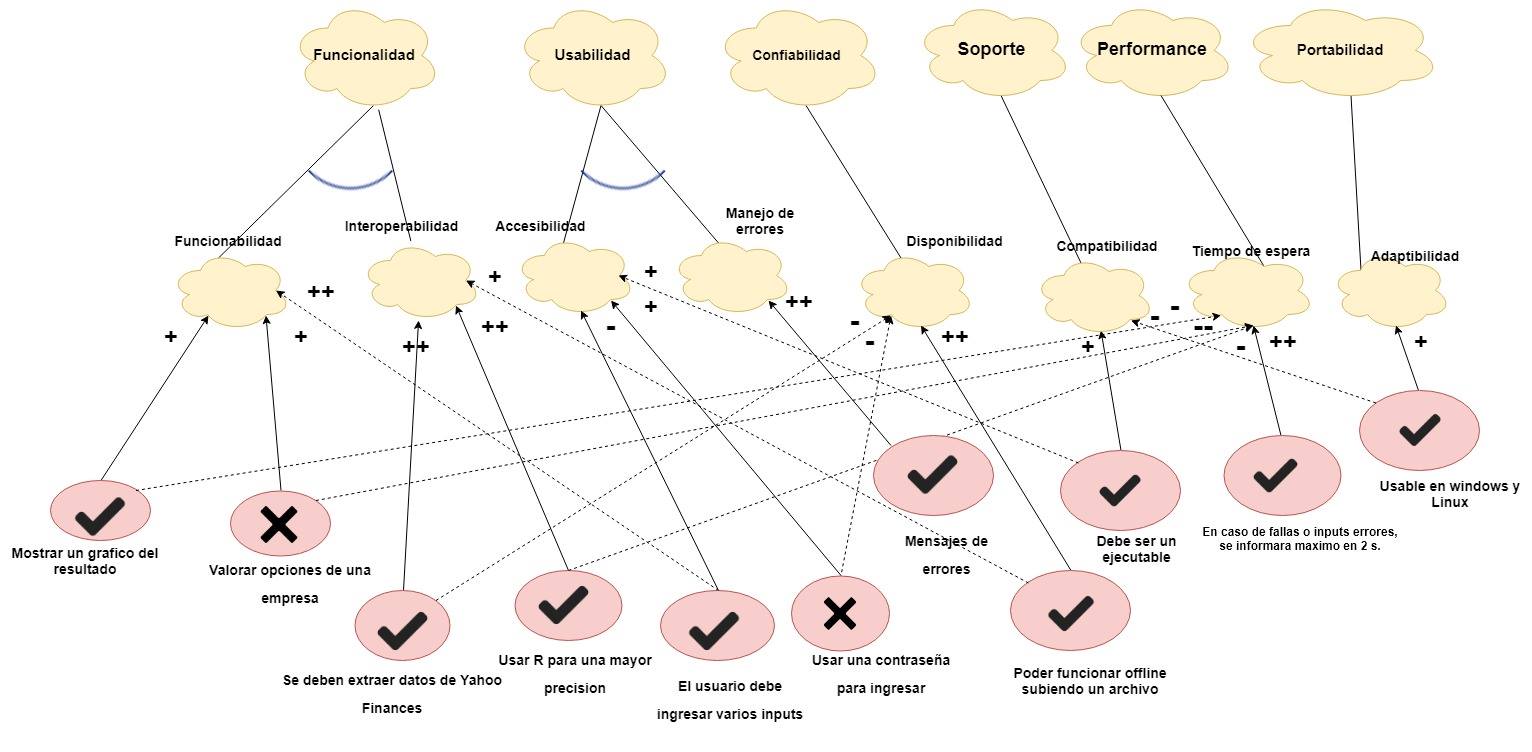 Funcionalidad
Usabilidad
Confiabilidad
Soporte
Performance
Portabilidad
Funcionabilidad
Interoperabilidad
Accesibilidad
Manejo de
errores
Disponibilidad
Compatibilidad
Tiempo de espera
Adaptibilidad
+
++
+
++
+
++
-
+
+
++
-
-
++
+
-
-
--
-
++
+
Mostrar un grafico del
resultado
Valorar opciones de una
empresa
Se deben extraer datos de Yahoo
Finances
Usar R para una mayor
precision
El usuario debe
ingresar varios inputs
Usar una contraseña
para ingresar
Mensajes de
errores
Poder funcionar offline
subiendo un archivo
Debe ser un
ejecutable
En caso de fallas o inputs errores,
se informara maximo en 2 s.
Usable en windows y
Linux